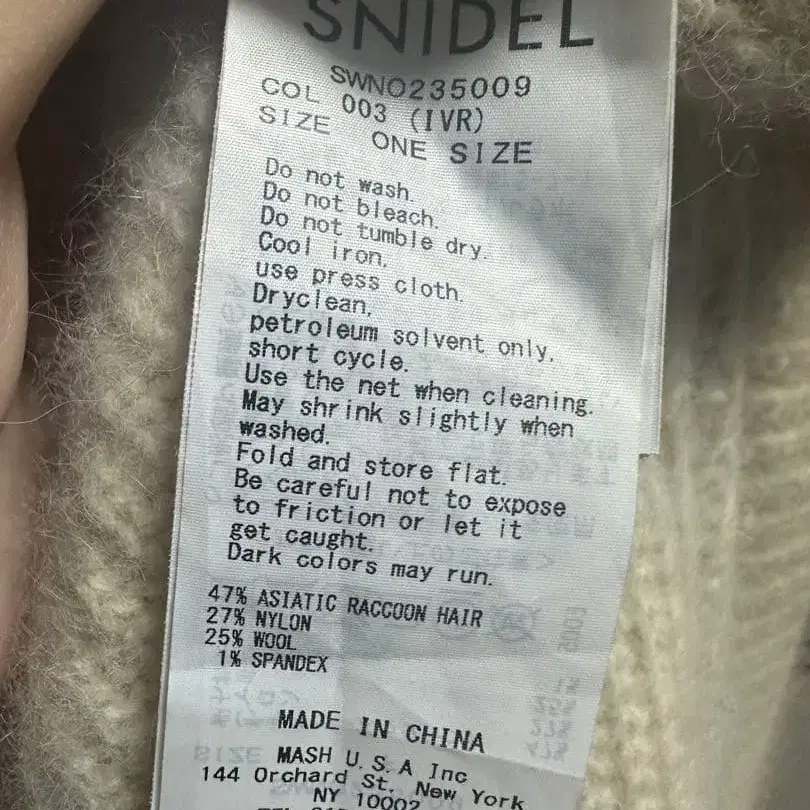 SNIDEL
SWNO235009
COL 003 (IVR)
SIZE ONE SIZE
Do not wash.
Do not bleach.
Do not tumble dry.
Cool iron,
use press cloth.
Dryclean,
petroleum solvent only,
short cycle.
Use the net when cleaning.
May shrink slightly when
washed.
Fold and store flat.
Be careful not to expose
to friction or let it
get caught.
Dark colors may run.
47% ASIATIC RACCOON HAIR
27% NYLON
25% WOOL
1% SPANDEX
MADE IN CHINA
MASH U.S.A Inc
144 Orchard St. New York
NY 10002